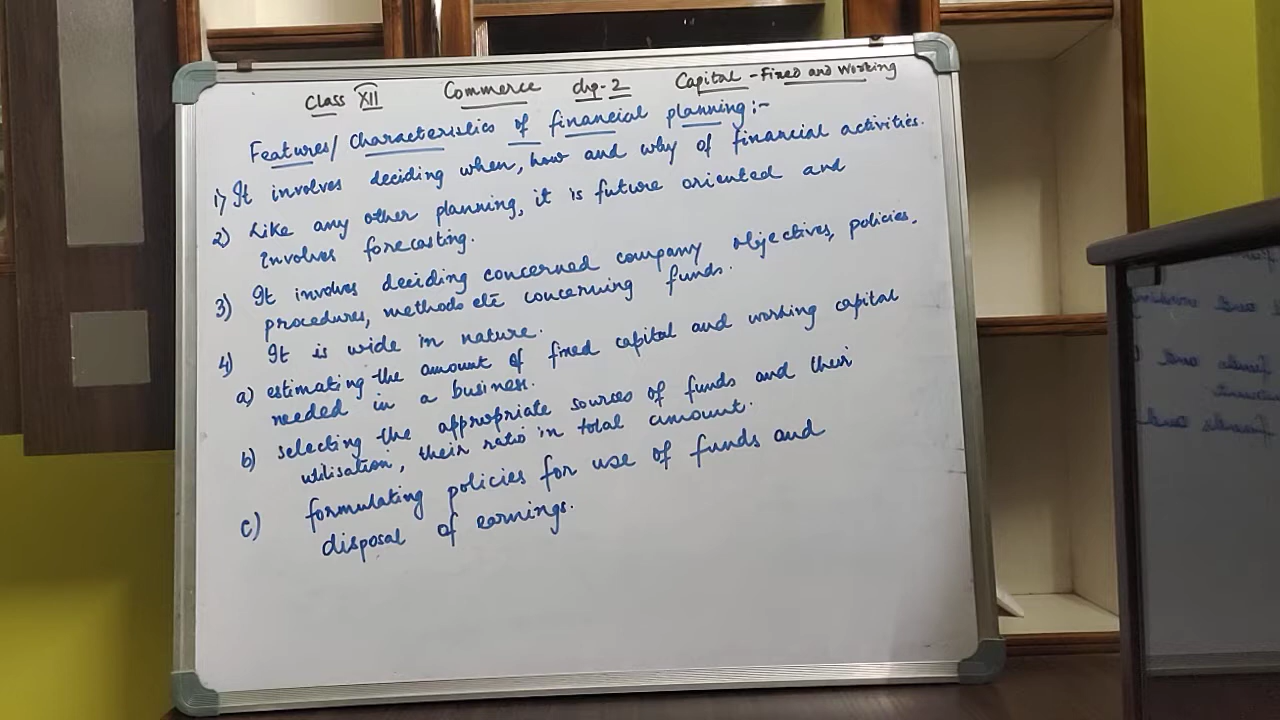 Class XII Commerce chp-2 Capital - Fixed and Working
Features/ Characteristics of financial planning:-
1) It involves deciding when, how and why of financial activities.
2) Like any other planning, it is future oriented and
involves forecasting.
3) It involves deciding concerned company objectives, policies,
procedures, methods etc concerning funds.
4) It is wide in nature.
a) estimating the amount of fixed capital and working capital
needed in a business.
b) selecting the appropriate sources of funds and their
utilisation, their ratio in total amount.
c) formulating policies for use of funds and
disposal of earnings.